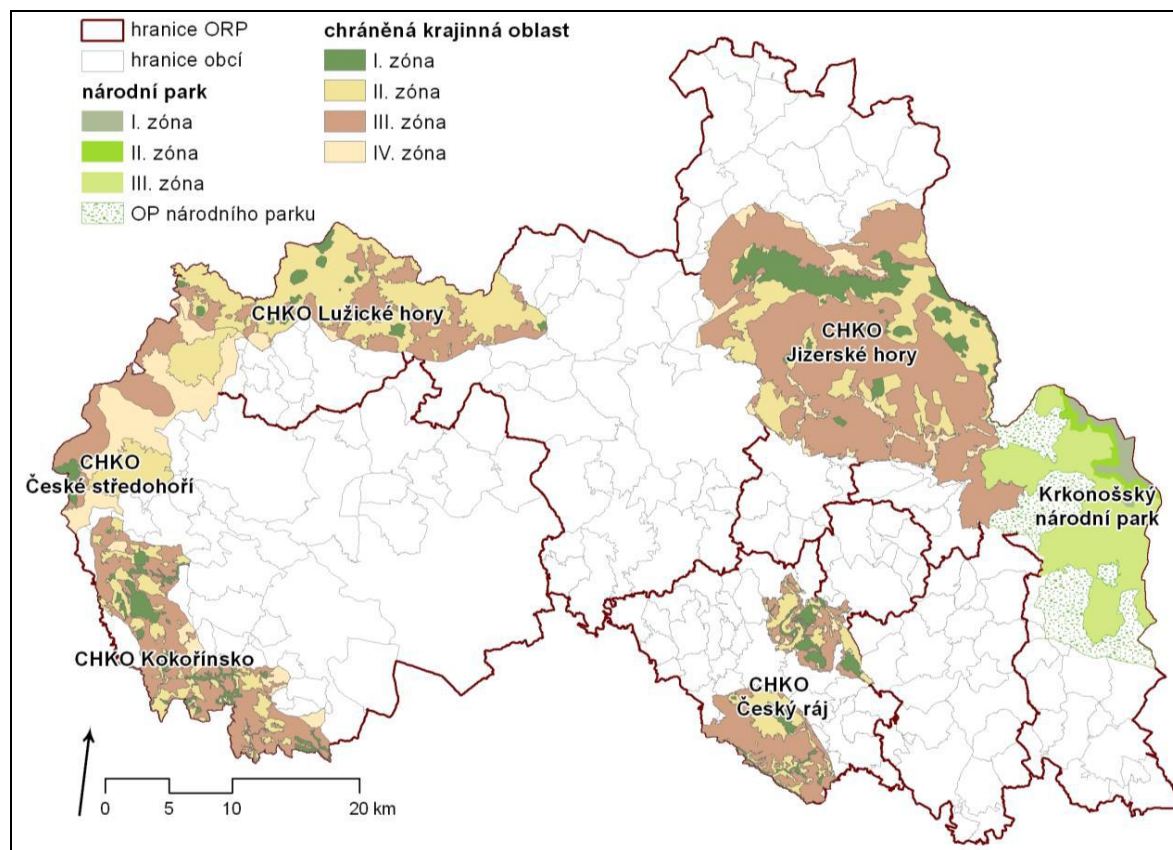 hranice ORP
hranice obcí
národní park
I. zóna
II. zóna
III. zóna
OP národního parku
chráněná krajinná oblast
I. zóna
II. zóna
III. zóna
IV. zóna
CHKO Lužické hory
CHKO
Jizerské hory
CHKO
České středohoří
Krkonošský
národní park
CHKO Kokořínsko
CHKO
Český ráj
0 5 10 20 km